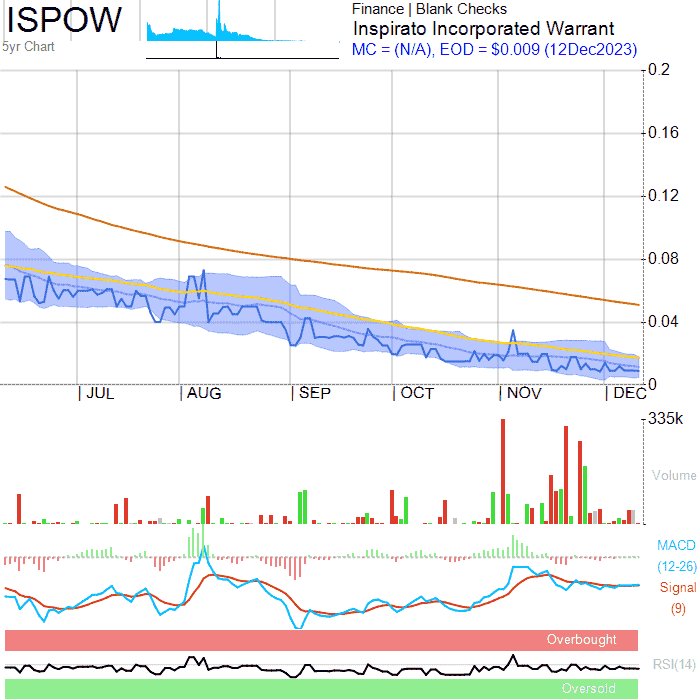 ISPOW
5yr Chart
Finance | Blank Checks
Inspirato Incorporated Warrant
MC = (N/A), EOD = $0.009 (12Dec2023)
0.2
0.16
0.12
0.08
0.04
0
| JUL | AUG | SEP | OCT | NOV | DEC
335k
Volume
MACD
(12-26)
Signal
(9)
Overbought
RSI(14)
Oversold